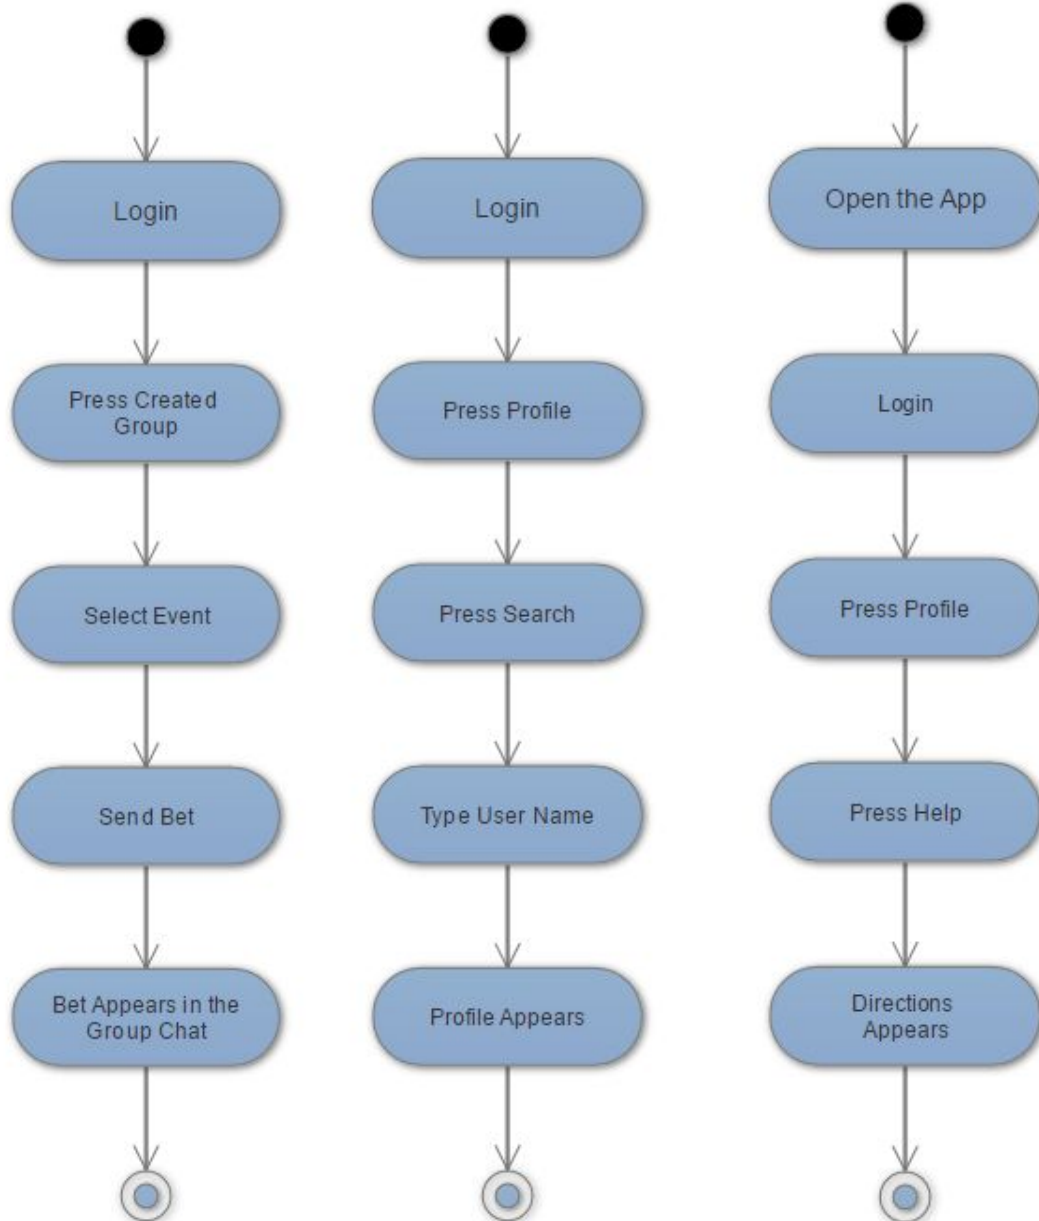 Login
Press Created
Group
Select Event
Send Bet
Bet Appears in the
Group Chat
Login
Press Profile
Press Search
Type User Name
Profile Appears
Open the App
Login
Press Profile
Press Help
Directions
Appears